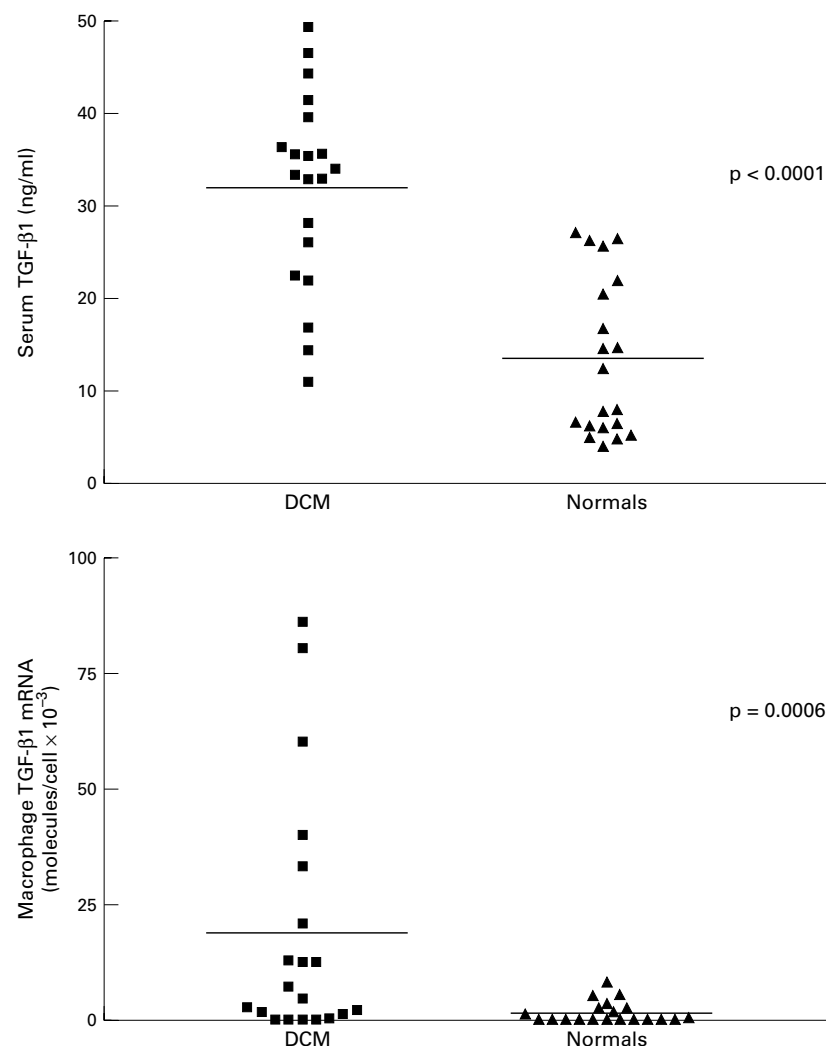 50
40
30
20
10
0
Serum TGF-β1 (ng/ml)
p < 0.0001
DCM Normals
100
75
50
25
0
Macrophage TGF-β1 mRNA
(molecules/cell × 10⁻³)
p = 0.0006
DCM Normals